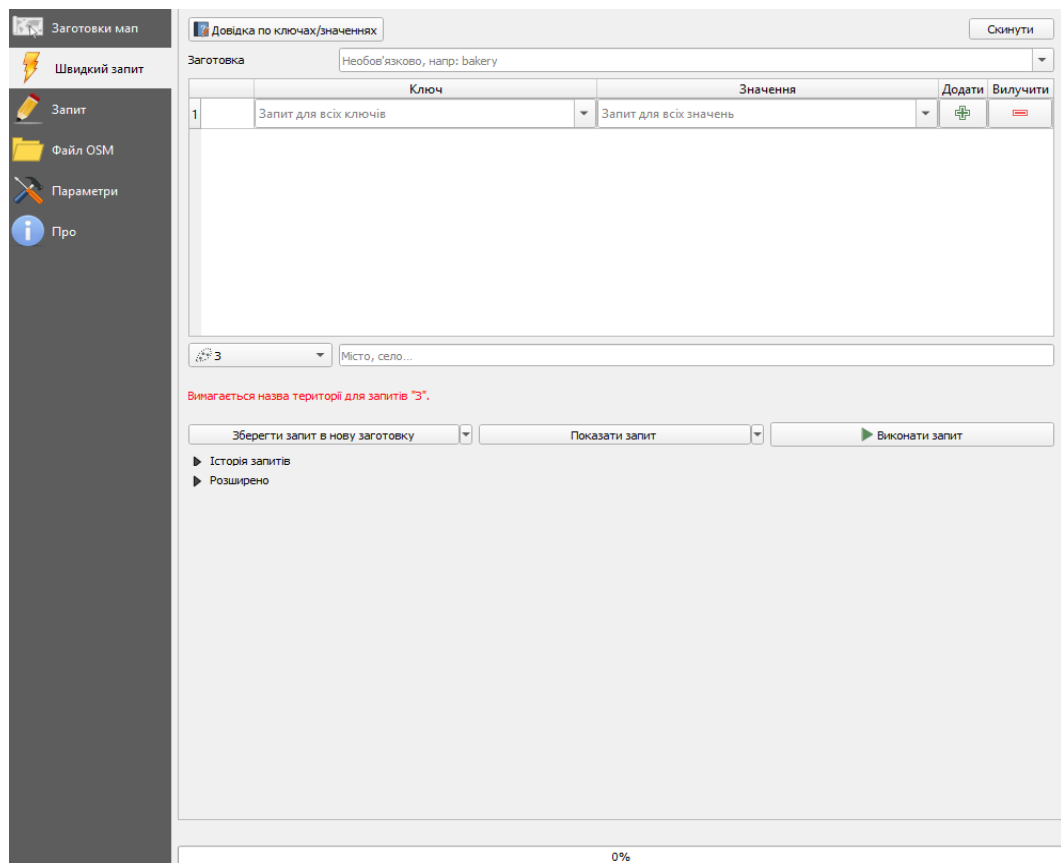 Заготовки мап
Швидкий запит
Запит
Файл OSM
Параметри
Про
Довідка по ключах/значеннях
Скинути
Заготовка
Необов'язково, напр: bakery
Ключ Значення Додати Вилучити
1 Запит для всіх ключів Запит для всіх значень
З Місто, село...
Вимагається назва території для запитів "З".
Зберегти запит в нову заготовку Показати запит Виконати запит
Історія запитів
Розширено
0%